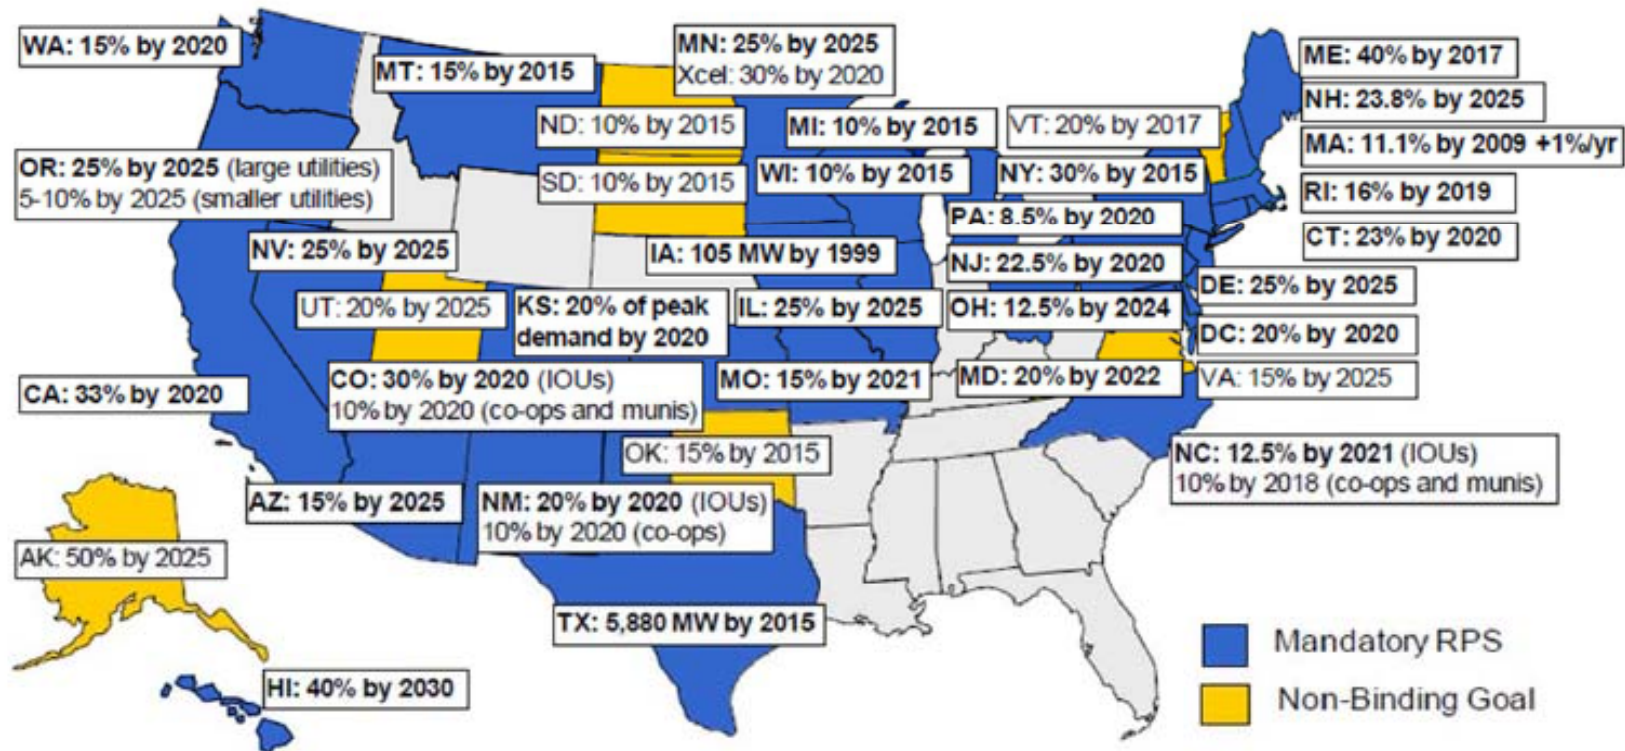 WA: 15% by 2020
MT: 15% by 2015
MN: 25% by 2025
Xcel: 30% by 2020
ME: 40% by 2017
NH: 23.8% by 2025
ND: 10% by 2015
MI: 10% by 2015
VT: 20% by 2017
MA: 11.1% by 2009 +1%/yr
OR: 25% by 2025 (large utilities)
5-10% by 2025 (smaller utilities)
SD: 10% by 2015
WI: 10% by 2015
NY: 30% by 2015
RI: 16% by 2019
PA: 8.5% by 2020
CT: 23% by 2020
NV: 25% by 2025
IA: 105 MW by 1999
NJ: 22.5% by 2020
DE: 25% by 2025
UT: 20% by 2025
KS: 20% of peak
demand by 2020
IL: 25% by 2025
OH: 12.5% by 2024
DC: 20% by 2020
CA: 33% by 2020
CO: 30% by 2020 (IOUs)
10% by 2020 (co-ops and munis)
MO: 15% by 2021
MD: 20% by 2022
VA: 15% by 2025
OK: 15% by 2015
NC: 12.5% by 2021 (IOUs)
10% by 2018 (co-ops and munis)
AZ: 15% by 2025
NM: 20% by 2020 (IOUs)
10% by 2020 (co-ops)
AK: 50% by 2025
TX: 5,880 MW by 2015
HI: 40% by 2030
Mandatory RPS
Non-Binding Goal